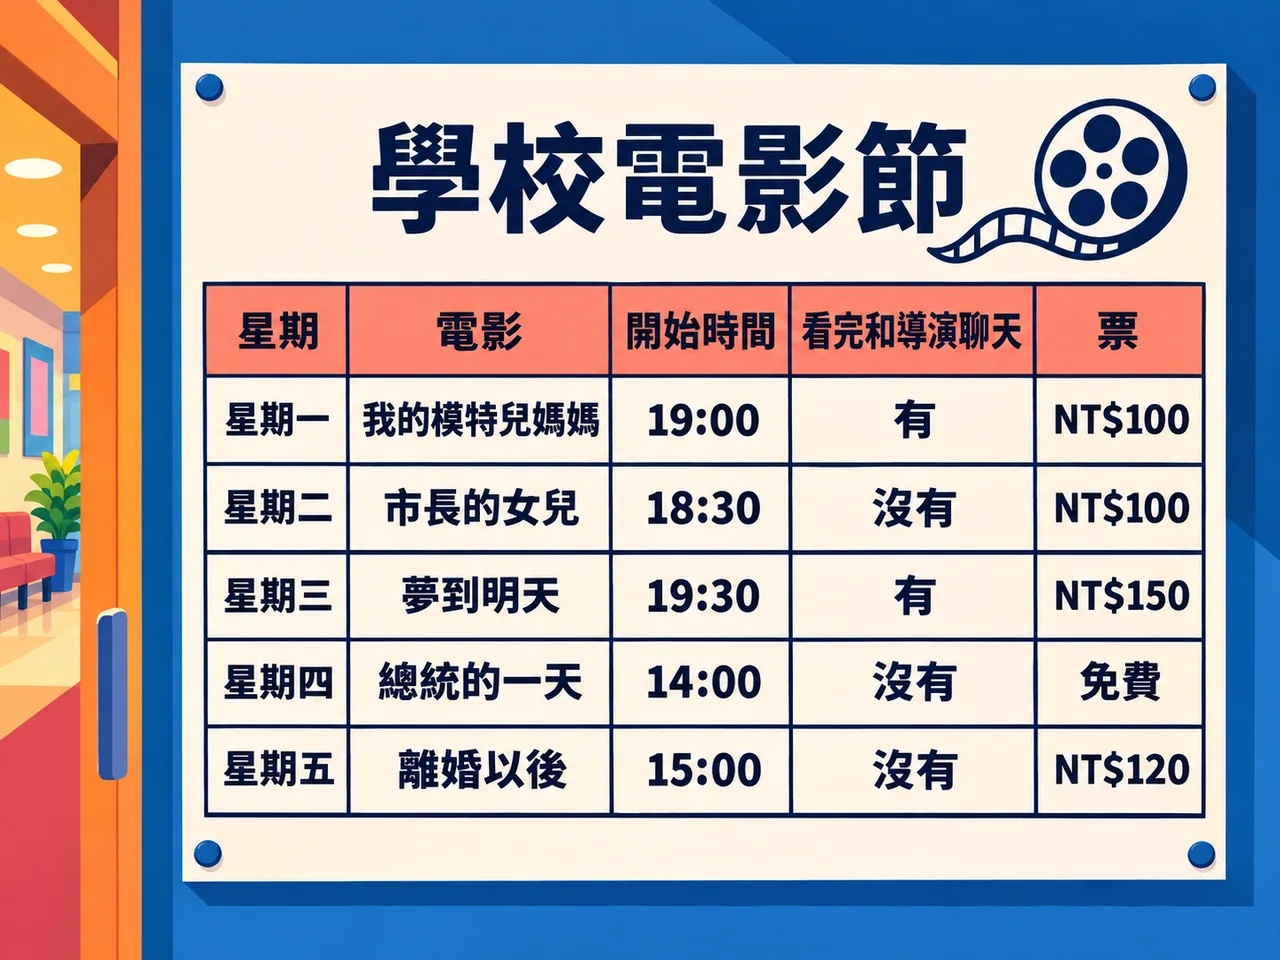 學校電影節
星期 電影 開始時間 看完和導演聊天 票
星期一 我的模特兒媽媽 19:00 有 NT$100
星期二 市長的女兒 18:30 沒有 NT$100
星期三 夢到明天 19:30 有 NT$150
星期四 總統的一天 14:00 沒有 免費
星期五 離婚以後 15:00 沒有 NT$120